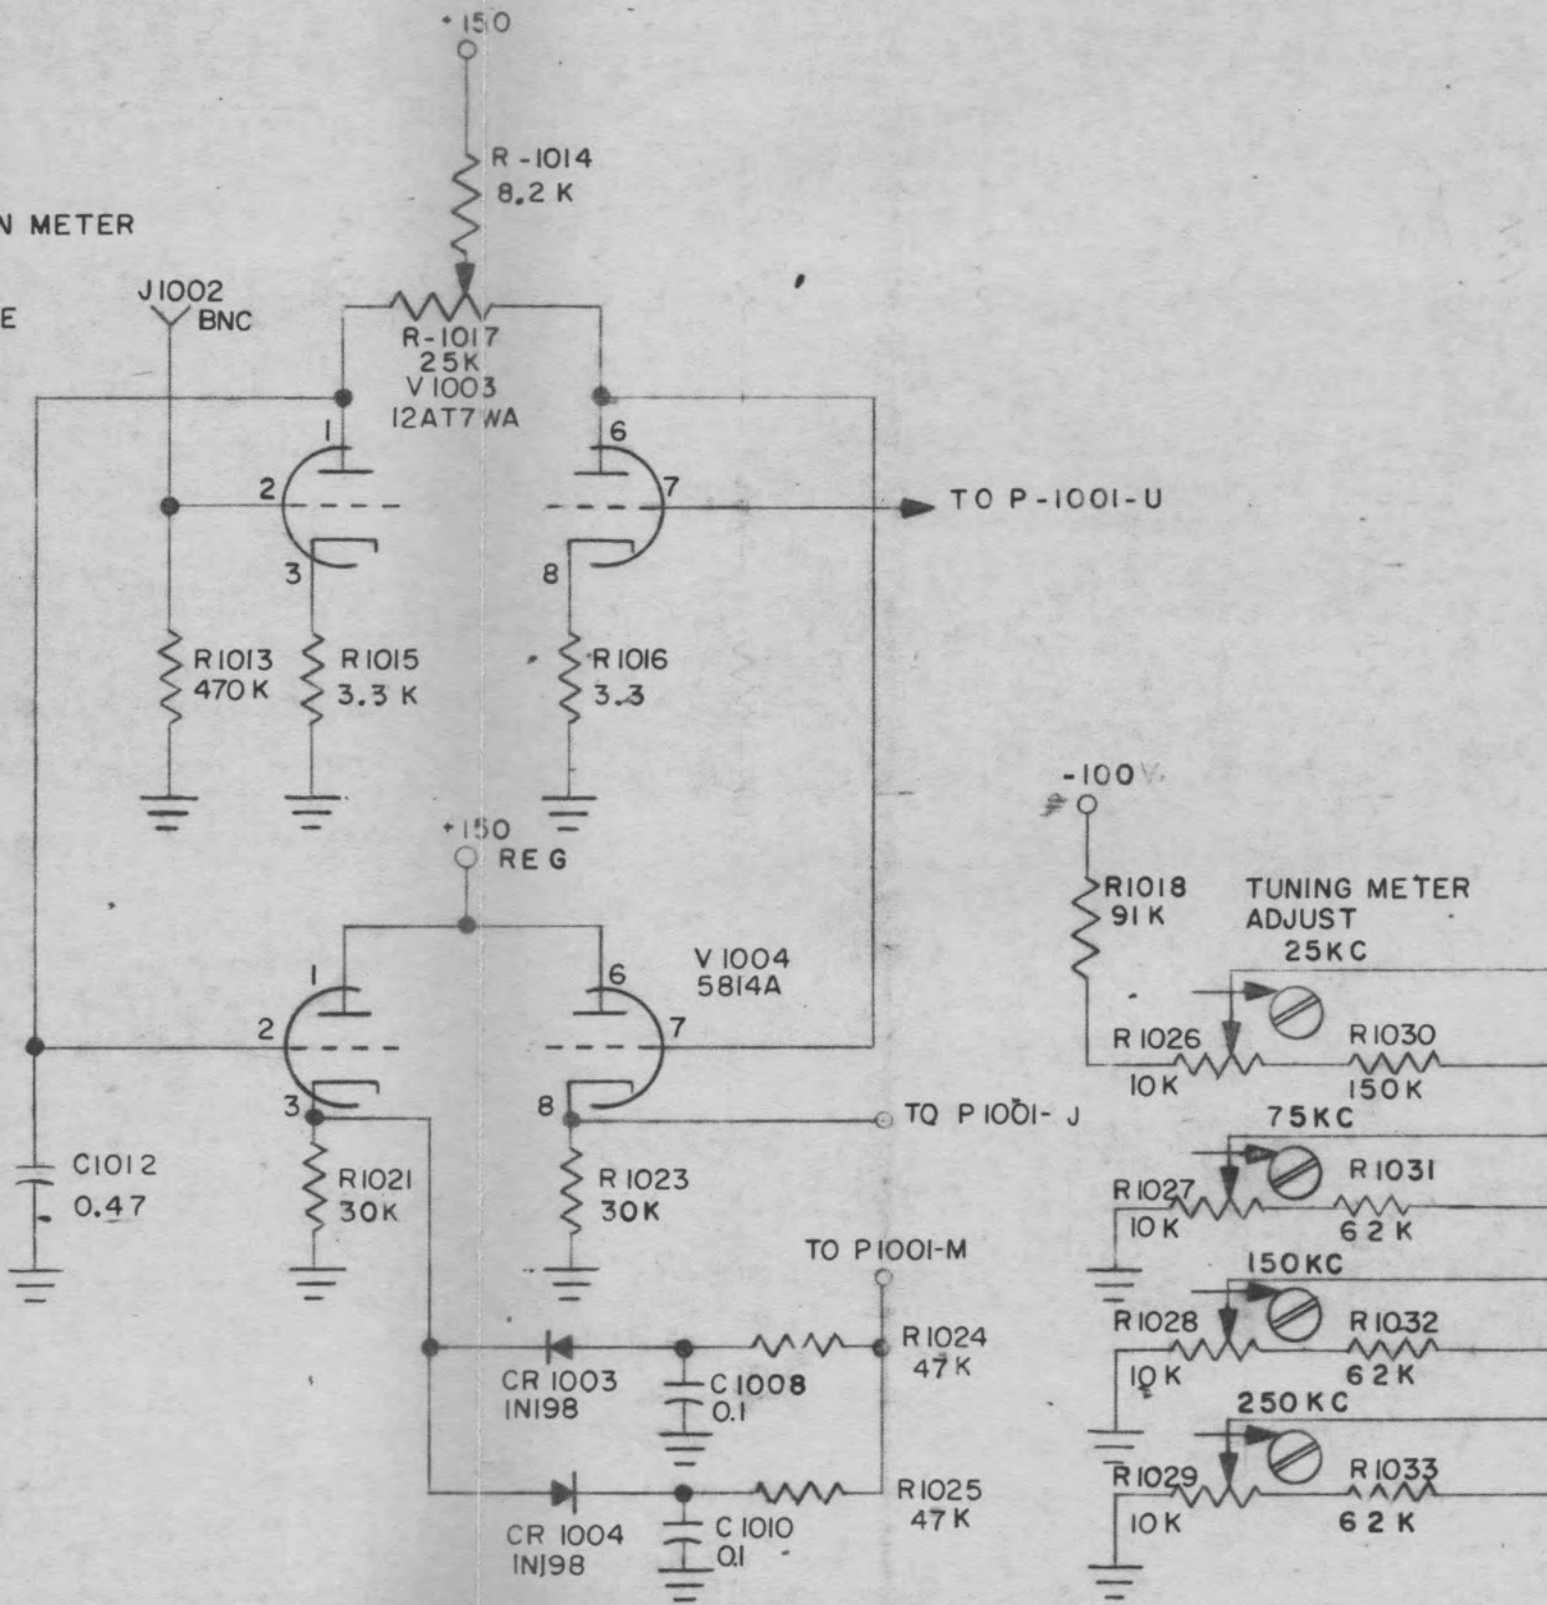 +150
R-1014
8.2 K
N METER
J1002
BNC
E
R-1017
25K
V1003
12AT7WA
1
6
2
7
TO P-1001-U
3
8
R1013
470 K
R1015
3.3 K
R1016
3.3
-100V.
+150
REG
R1018
91 K
TUNING METER
ADJUST
25KC
V1004
5814A
1
6
2
7
R1026
10K
R1030
150K
3
8
TO P1001-J
75KC
C1012
0.47
R1021
30K
R1023
30K
R1027
10K
R1031
62K
TO P1001-M
150KC
R1028
10K
R1032
62K
R1024
47K
CR 1003
IN198
C1008
0.1
250KC
R1029
10K
R1033
62K
R1025
47K
CR 1004
IN198
C1010
0.1